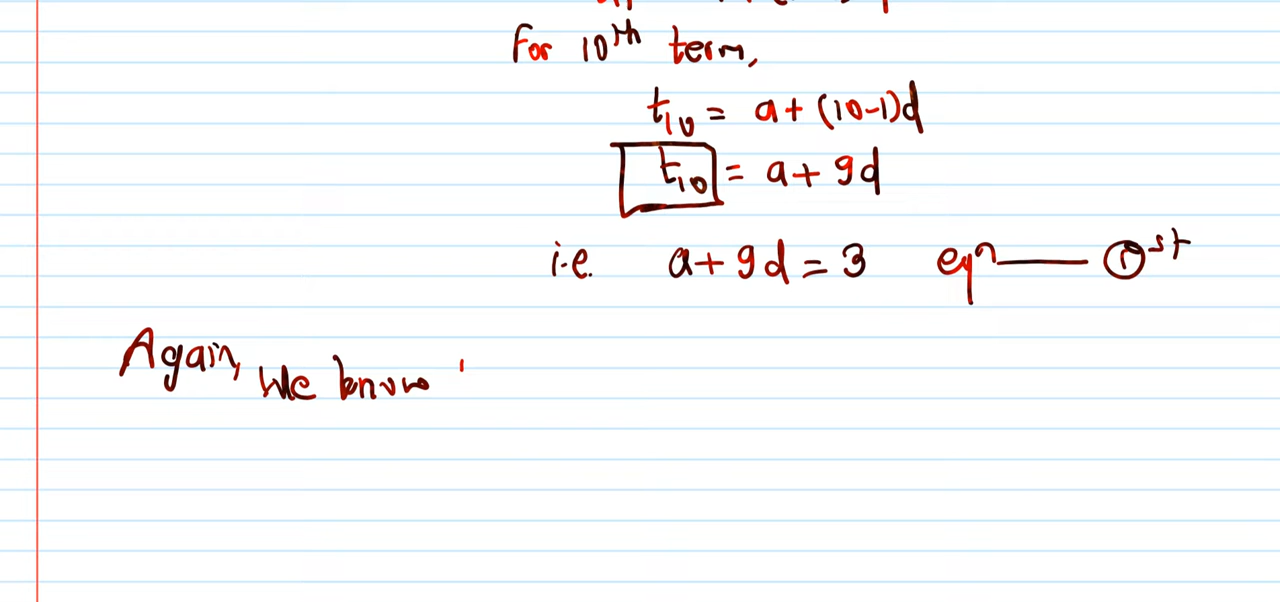 For 10th term,
t10 = a + (10-1)d
t10 = a + 9d
i.e. a + 9d = 3 eqn —— 1st
Again, We know